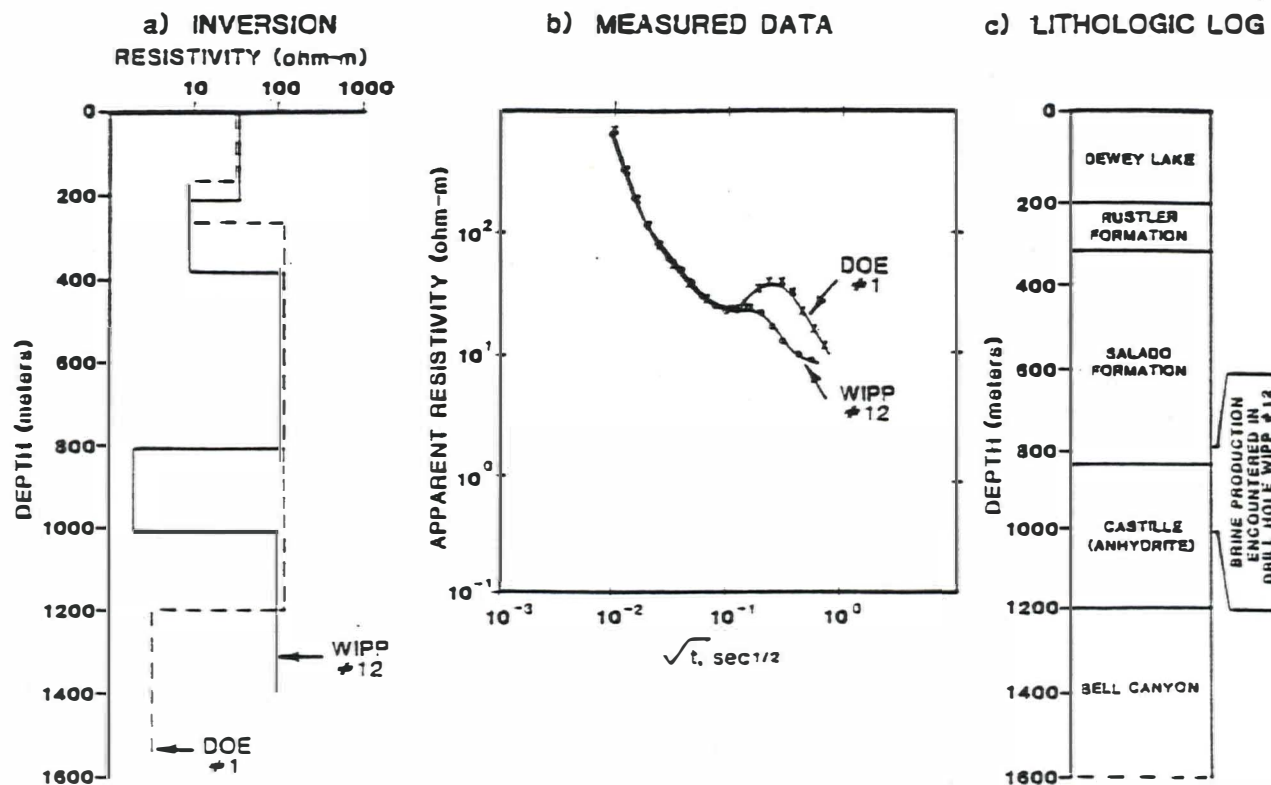 a) INVERSION
RESISTIVITY (ohm-m)
10 100 1000
0
200
400
600
800
1000
1200
1400
1600
DEPTH (meters)
WIPP
#12
DOE
#1
b) MEASURED DATA
APPARENT RESISTIVITY (ohm-m)
10²
10¹
10⁰
10⁻¹
10⁻³ 10⁻² 10⁻¹ 10⁰
√t, sec1/2
DOE
#1
WIPP
#12
c) LITHOLOGIC LOG
DEPTH (meters)
0
200
400
600
800
1000
1200
1400
1600
DEWEY LAKE
RUSTLER
FORMATION
SALADO
FORMATION
CASTILLE
(ANHYDRITE)
BELL CANYON
BRINE PRODUCTION
ENCOUNTERED IN
DRILL HOLE WIPP #12